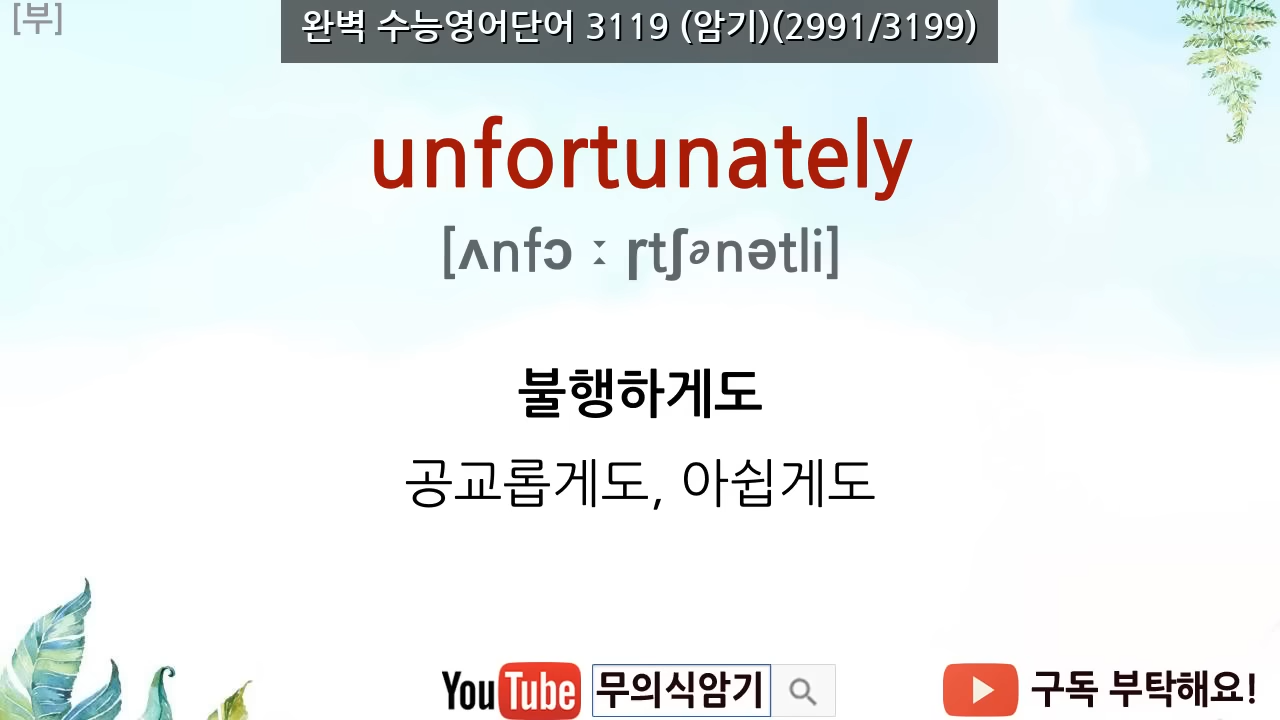 [부]
완벽 수능영어단어 3119 (암기)(2991/3199)
unfortunately
[ʌnfɔːrtʃənətli]
불행하게도
공교롭게도, 아쉽게도
YouTube 무의식암기
구독 부탁해요!